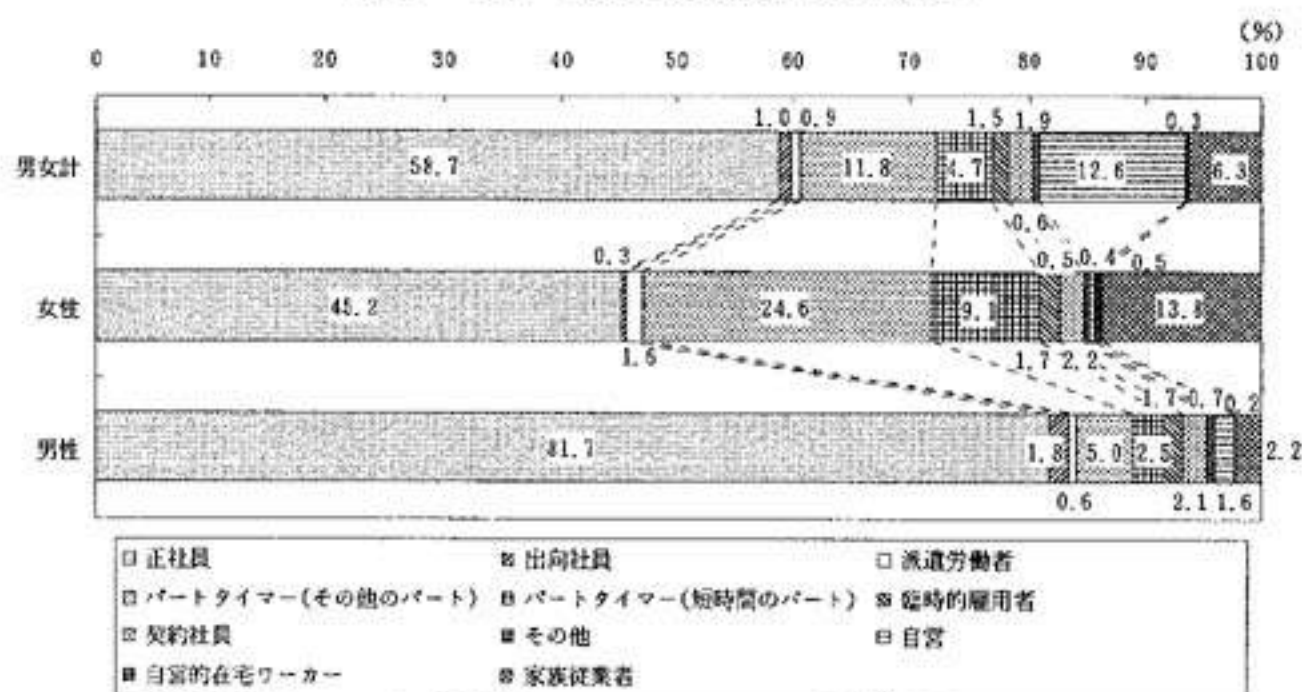 (%)
0 10 20 30 40 50 60 70 80 90 100
1.0 0.9 1.5 1.9 0.3
男女計 58.7 11.8 4.7 12.6 6.3
0.6
0.3 0.5 0.4 0.5
女性 45.2 24.6 9.1 13.8
1.6 1.7 2.2
1.7 0.7 0.2
男性 81.7 1.8 5.0 2.5 2.2
0.6 2.1 1.6
正社員 出向社員 派遣労働者
パートタイマー(その他のパート) パートタイマー(短時間のパート) 臨時的雇用者
契約社員 その他 自営
自営的在宅ワーカー 家族従業者